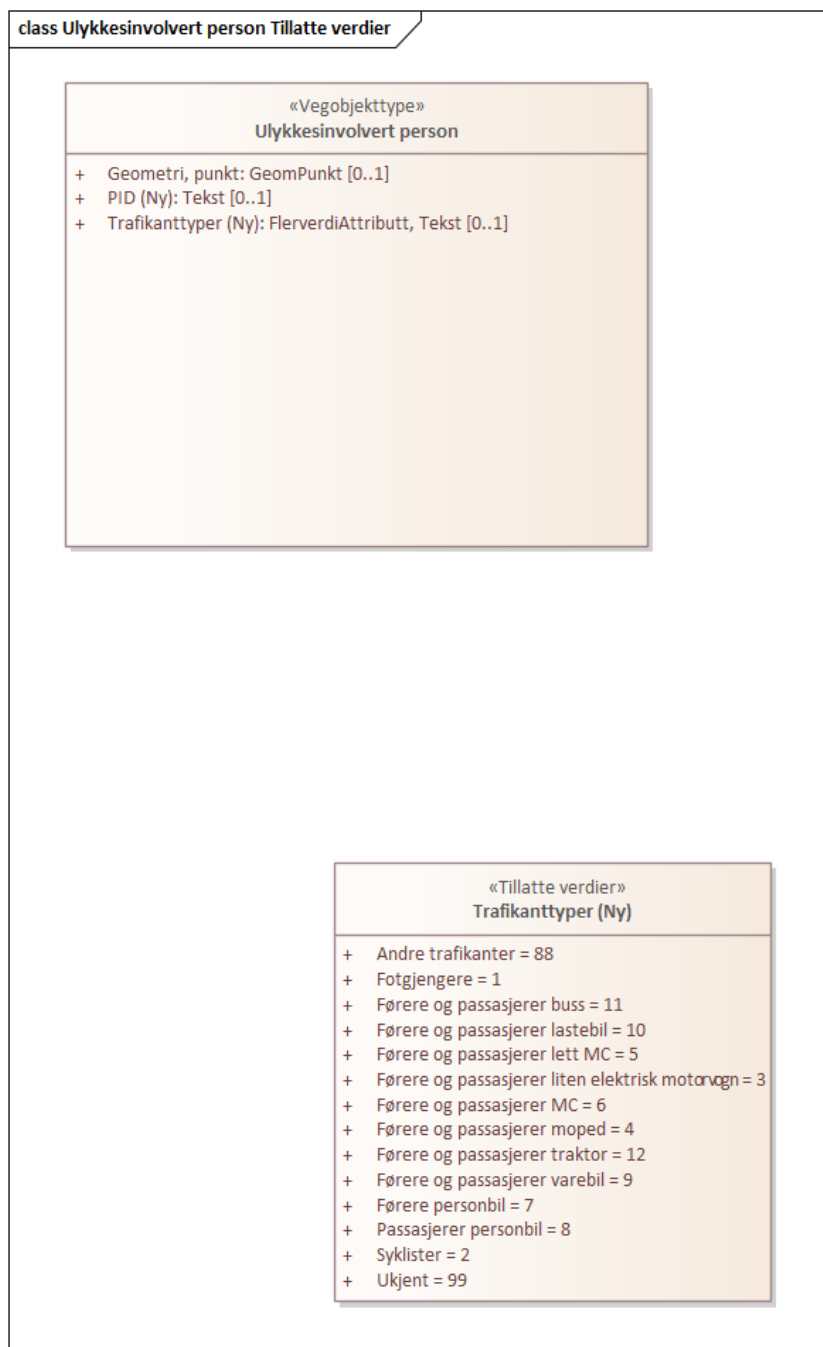 class Ulykkesinvolvert person Tillatte verdier
«Vegobjekttype»
Ulykkesinvolvert person
+ Geometri, punkt: GeomPunkt [0..1]
+ PID (Ny): Tekst [0..1]
+ Trafikanttyper (Ny): FlerverdiAttributt, Tekst [0..1]
«Tillatte verdier»
Trafikanttyper (Ny)
+ Andre trafikanter = 88
+ Fotgjengere = 1
+ Førere og passasjerer buss = 11
+ Førere og passasjerer lastebil = 10
+ Førere og passasjerer lett MC = 5
+ Førere og passasjerer liten elektrisk motorvogn = 3
+ Førere og passasjerer MC = 6
+ Førere og passasjerer moped = 4
+ Førere og passasjerer traktor = 12
+ Førere og passasjerer varebil = 9
+ Førere personbil = 7
+ Passasjerer personbil = 8
+ Syklister = 2
+ Ukjent = 99